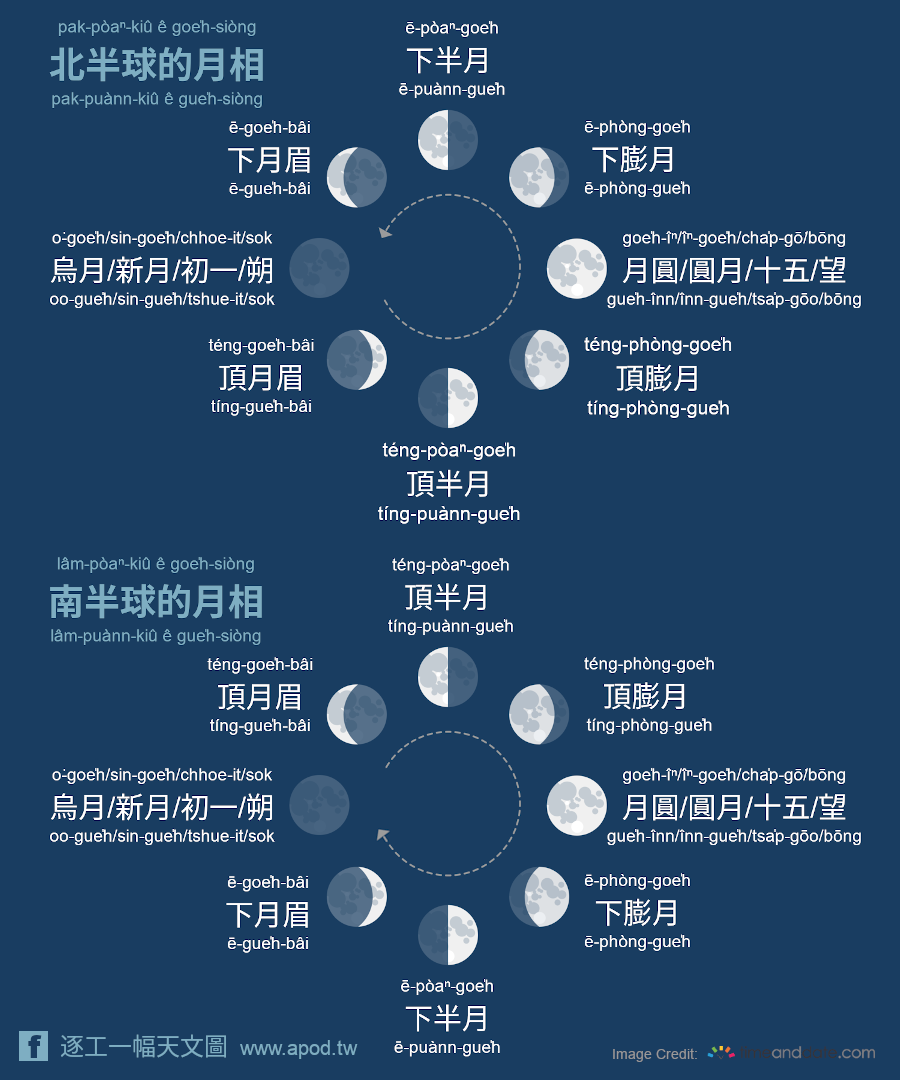 pak-pòaⁿ-kiû ê goe̍h-siòng
北半球的月相
pak-puànn-kiû ê gue̍h-siòng
ē-pòaⁿ-goe̍h
下半月
ē-puànn-gue̍h
ē-goe̍h-bâi
下月眉
ē-gue̍h-bâi
ē-phòng-goe̍h
下膨月
ē-phòng-gue̍h
o͘-goe̍h/sin-goe̍h/chhoe-it/sok
烏月/新月/初一/朔
oo-gue̍h/sin-gue̍h/tshue-it/sok
goe̍h-îⁿ/îⁿ-goe̍h/cha̍p-gō/bōng
月圓/圓月/十五/望
gue̍h-înn/înn-gue̍h/tsa̍p-gōo/bōng
téng-goe̍h-bâi
頂月眉
tíng-gue̍h-bâi
téng-phòng-goe̍h
頂膨月
tíng-phòng-gue̍h
téng-pòaⁿ-goe̍h
頂半月
tíng-puànn-gue̍h
lâm-pòaⁿ-kiû ê goe̍h-siòng
南半球的月相
lâm-puànn-kiû ê gue̍h-siòng
téng-pòaⁿ-goe̍h
頂半月
tíng-puànn-gue̍h
téng-goe̍h-bâi
頂月眉
tíng-gue̍h-bâi
téng-phòng-goe̍h
頂膨月
tíng-phòng-gue̍h
o͘-goe̍h/sin-goe̍h/chhoe-it/sok
烏月/新月/初一/朔
oo-gue̍h/sin-gue̍h/tshue-it/sok
goe̍h-îⁿ/îⁿ-goe̍h/cha̍p-gō/bōng
月圓/圓月/十五/望
gue̍h-înn/înn-gue̍h/tsa̍p-gōo/bōng
ē-goe̍h-bâi
下月眉
ē-gue̍h-bâi
ē-phòng-goe̍h
下膨月
ē-phòng-gue̍h
ē-pòaⁿ-goe̍h
下半月
ē-puànn-gue̍h
f 逐工一幅天文圖 www.apod.tw
Image Credit: and .com